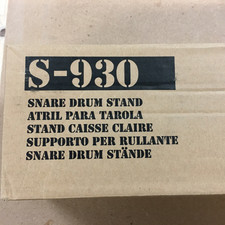 S-930
SNARE DRUM STAND
ATRIL PARA TAROLA
STAND CAISSE CLAIRE
SUPPORTO PER RULLANTE
SNARE DRUM STÄNDE